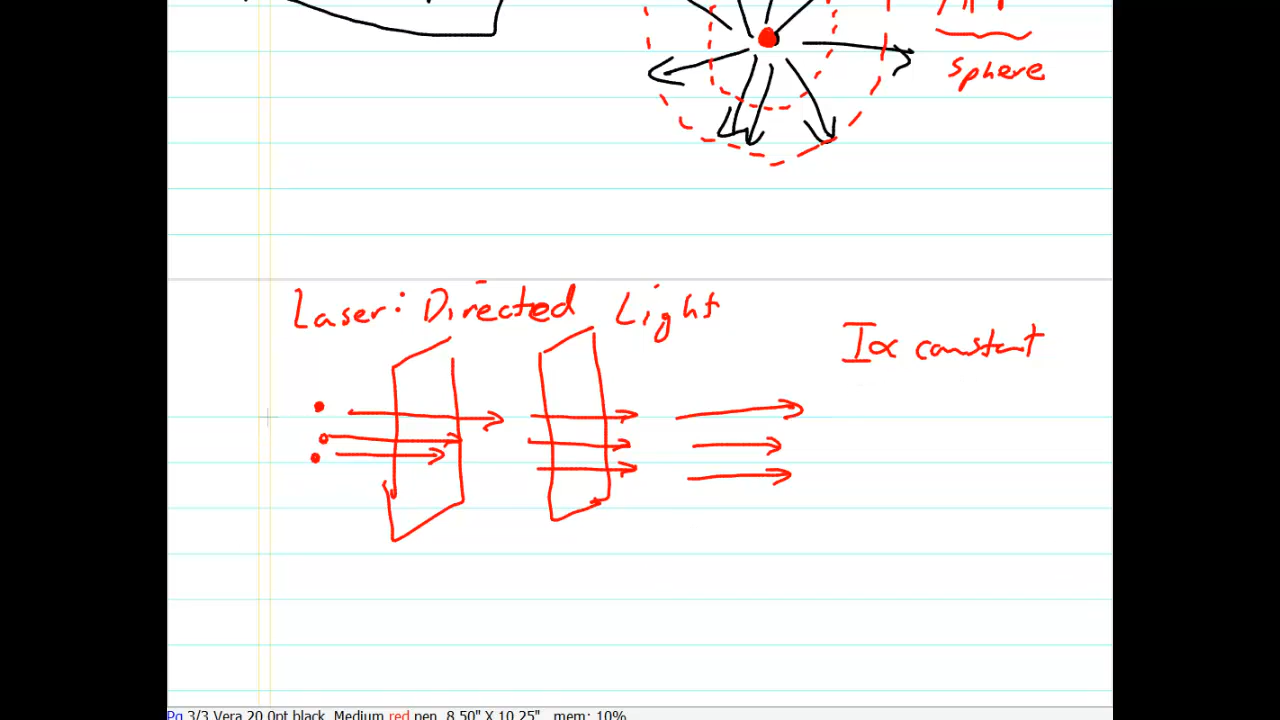 sphere
Laser: Directed Light
I∝ constant
Pg 3/3 Vera 20.0pt black, Medium red pen, 8.50" X 10.25" mem: 10%